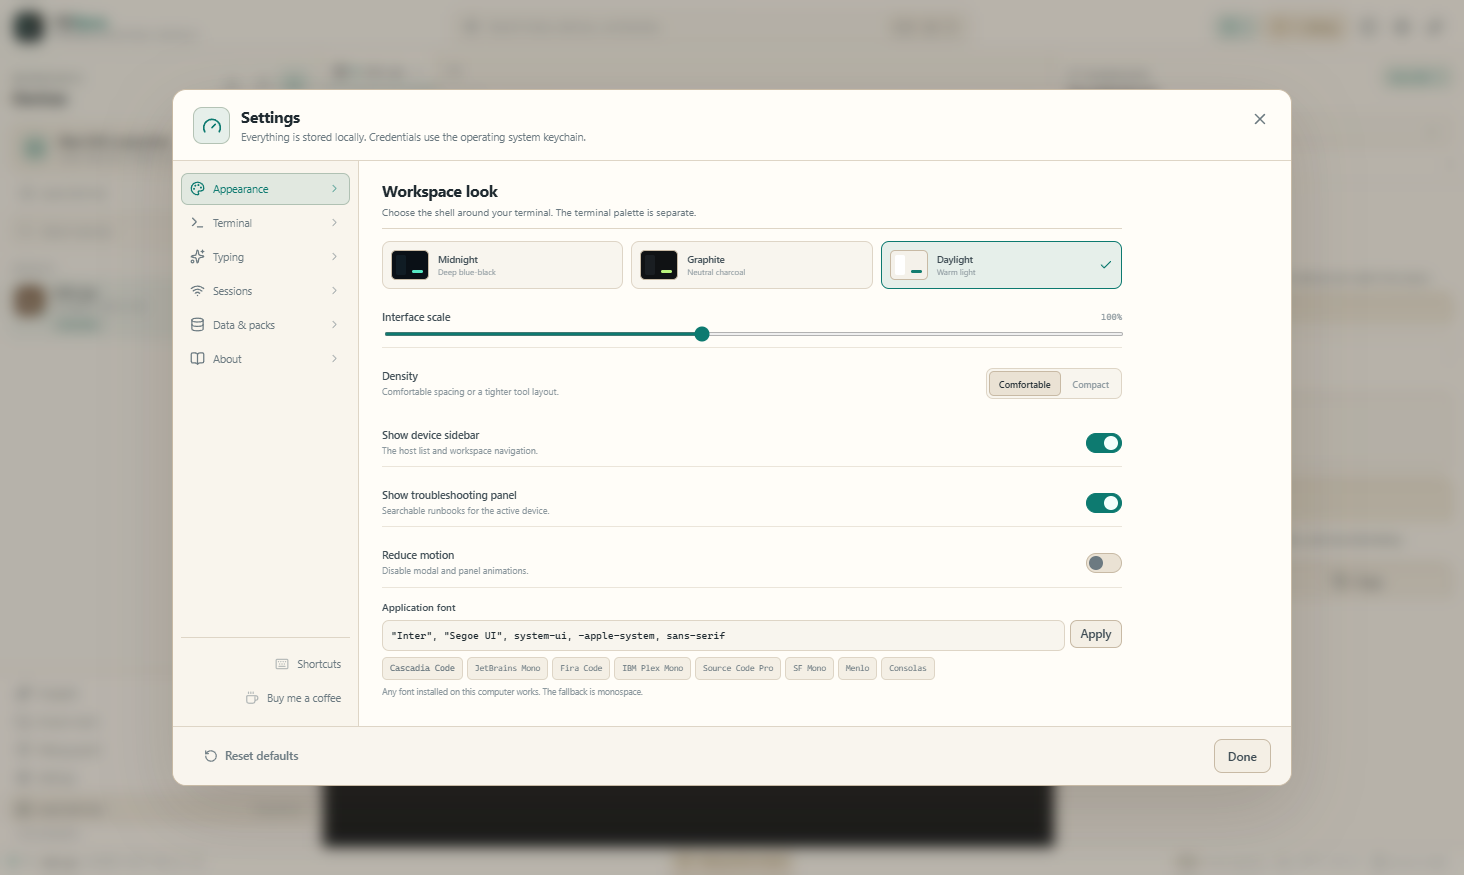 Settings
Everything is stored locally. Credentials use the operating system keychain.
Appearance
Terminal
Typing
Sessions
Data & packs
About
Shortcuts
Buy me a coffee
Workspace look
Choose the shell around your terminal. The terminal palette is separate.
Midnight
Deep blue-black
Graphite
Neutral charcoal
Daylight
Warm light
Interface scale
100%
Density
Comfortable spacing or a tighter tool layout.
Comfortable
Compact
Show device sidebar
The host list and workspace navigation.
Show troubleshooting panel
Searchable runbooks for the active device.
Reduce motion
Disable modal and panel animations.
Application font
"Inter", "Segoe UI", system-ui, -apple-system, sans-serif
Apply
Cascadia Code
JetBrains Mono
Fira Code
IBM Plex Mono
Source Code Pro
SF Mono
Menlo
Consolas
Any font installed on this computer works. The fallback is monospace.
Reset defaults
Done